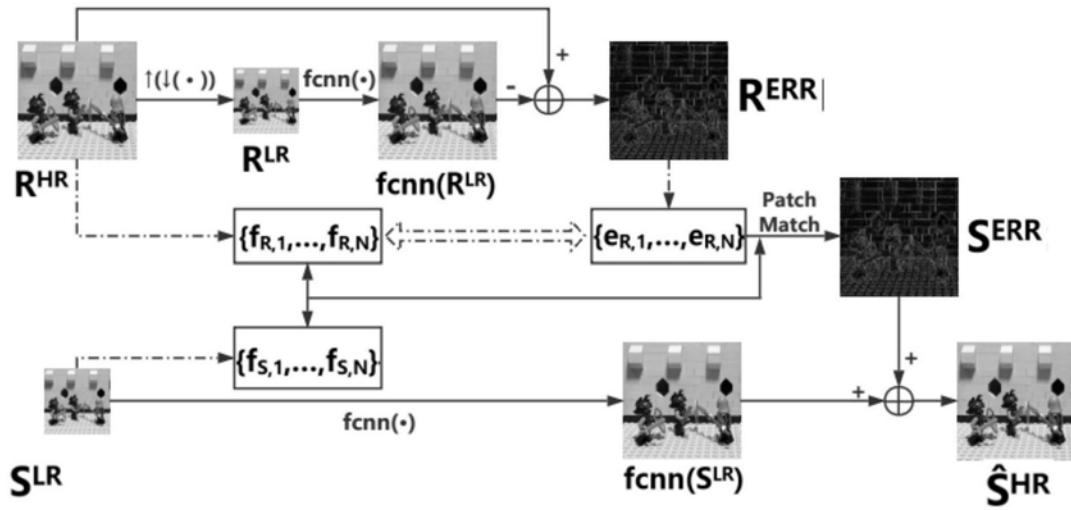 ↑(↓(·))
fcnn(·)
+
-
R^ERR
R^HR
R^LR
fcnn(R^LR)
Patch
Match
{f_R,1,...,f_R,N}
{e_R,1,...,e_R,N}
S^ERR
{f_S,1,...,f_S,N}
+
+
fcnn(·)
S^LR
fcnn(S^LR)
Ŝ^HR